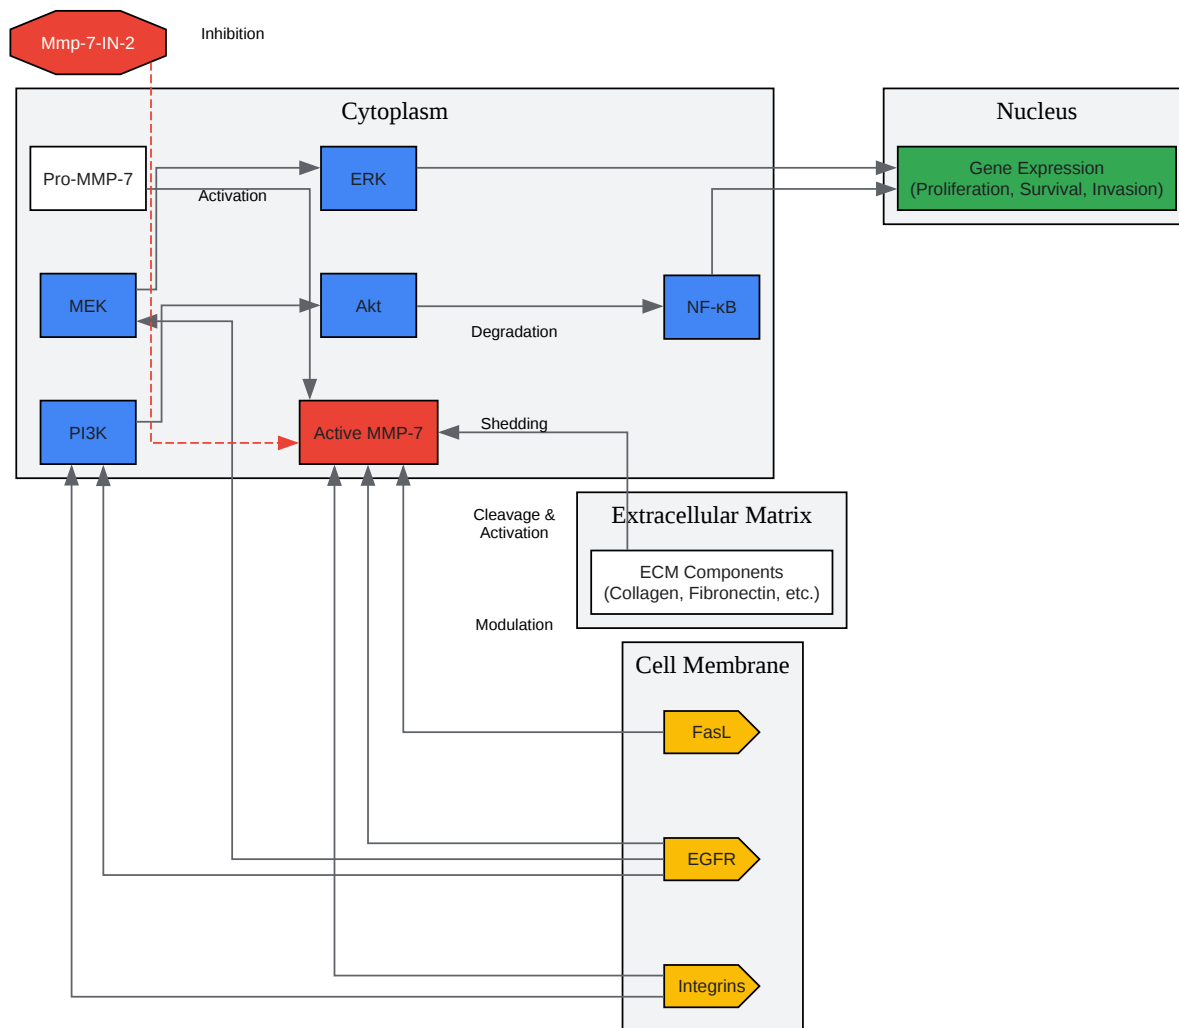 Mmp-7-IN-2
Inhibition
Cytoplasm
Nucleus
Pro-MMP-7
Activation
ERK
Gene Expression
(Proliferation, Survival, Invasion)
MEK
Akt
Degradation
NF-κB
PI3K
Active MMP-7
Shedding
Cleavage &
Activation
Extracellular Matrix
ECM Components
(Collagen, Fibronectin, etc.)
Modulation
Cell Membrane
FasL
EGFR
Integrins